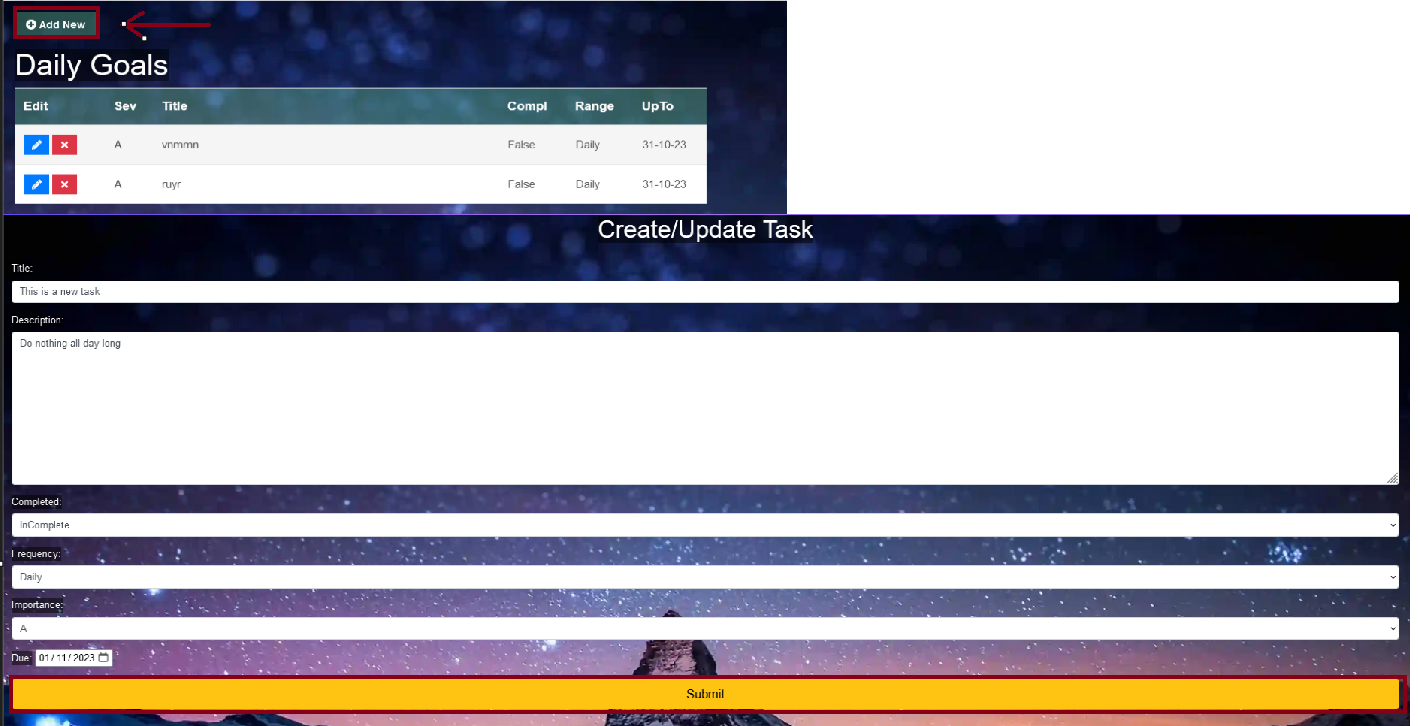 Add New
Daily Goals
Edit Sev Title Compl Range UpTo
A vnmmn False Daily 31-10-23
A ruyr False Daily 31-10-23
Create/Update Task
Title:
This is a new task
Description:
Do nothing all day long
Completed:
InComplete
Frequency:
Daily
Importance:
A
Due: 01/11/2023
Submit